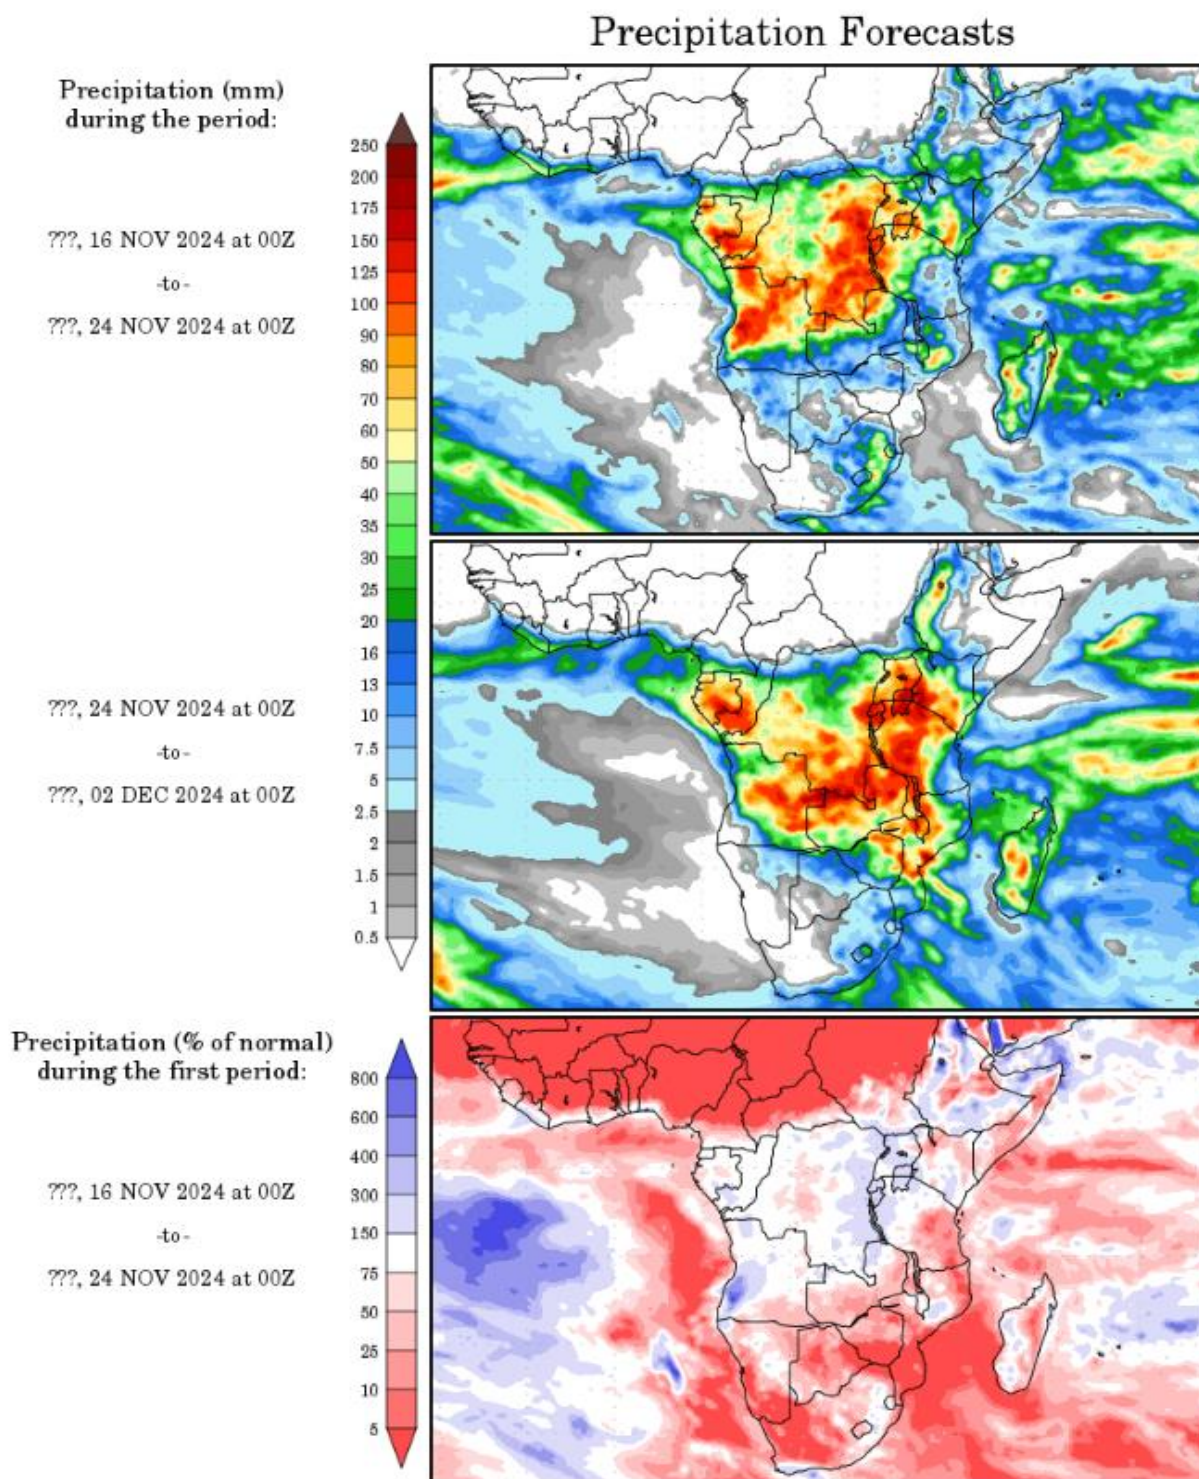 Precipitation Forecasts
Precipitation (mm)
during the period:
250
200
175
150
125
100
90
80
70
60
50
40
35
30
25
20
16
13
10
7.5
5
2.5
2
1.5
1
0.5
???, 16 NOV 2024 at 00Z
-to-
???, 24 NOV 2024 at 00Z
???, 24 NOV 2024 at 00Z
-to-
???, 02 DEC 2024 at 00Z
Precipitation (% of normal)
during the first period:
800
600
400
300
150
75
50
25
10
5
???, 16 NOV 2024 at 00Z
-to-
???, 24 NOV 2024 at 00Z